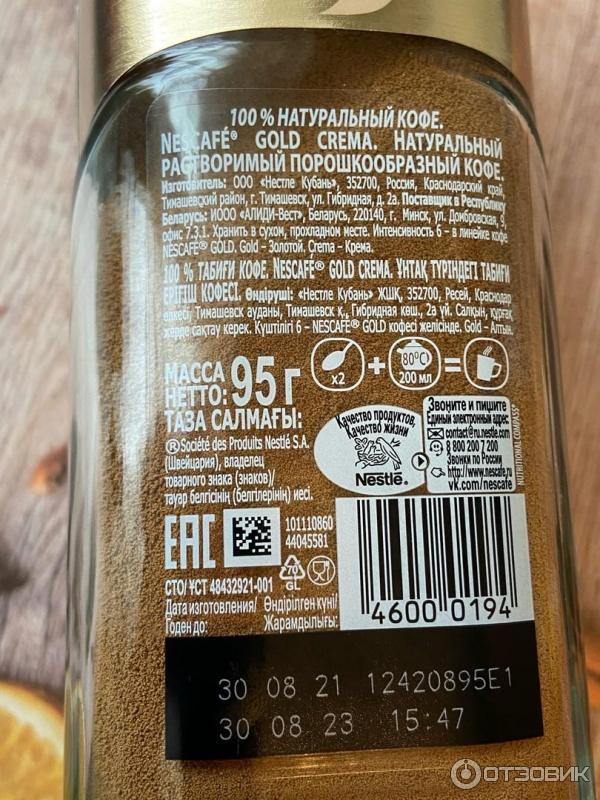 100 % НАТУРАЛЬНЫЙ КОФЕ.
NESCAFÉ® GOLD CREMA. НАТУРАЛЬНЫЙ
РАСТВОРИМЫЙ ПОРОШКООБРАЗНЫЙ КОФЕ.
Изготовитель: ООО «Нестле Кубань», 352700, Россия, Краснодарский край,
Тимашевский район, г. Тимашевск, ул. Гибридная, д. 2а. Поставщик в Республику
Беларусь: ИООО «АЛИДИ-Вест», Беларусь, 220140, г. Минск, ул. Домбровская, 9,
офис 7.3.1. Хранить в сухом, прохладном месте. Интенсивность 6 – в линейке кофе
NESCAFÉ® GOLD. Gold – Золотой. Crema – Крема.
100 % ТАБИҒИ КОФЕ. NESCAFÉ® GOLD CREMA. ҰНТАҚ ТҮРІНДЕГІ ТАБИҒИ
ЕРІГІШ КОФЕСІ. Өндіруші: «Нестле Кубань» ЖШҚ, 352700, Ресей, Краснодар
өлкесі, Тимашевск ауданы, Тимашевск қ., Гибридная көш., 2а үй. Салқын, құрғақ
жерде сақтау керек. Күштілігі 6 – NESCAFÉ® GOLD кофесі желісінде. Gold – Алтын.
МАССА
НЕТТО: 95 г
ТАЗА САЛМАҒЫ:
x2 + 80°C 200 мл =
®Société des Produits Nestlé S.A.
(Швейцария), владелец
товарного знака (знаков)/
тауар белгісінің (белгілерінің) иесі.
Качество продуктов,
Качество жизни
Nestlé®
Звоните и пишите
Единый электронный адрес
contact@ru.nestle.com
8 800 200 7 200
Звонки по России
http://www.nescafe.ru
vk.com/nescafe
NUTRITIONAL COMPASS®
EAC
101110860
44045581
70
GL
СТО/ҰСТ 48432921-001
Дата изготовления/ Өндірілген күні/
Годен до: Жарамдылығы:
4600 0194
30 08 21 12420895E1
30 08 23 15:47
ОТЗОВИК